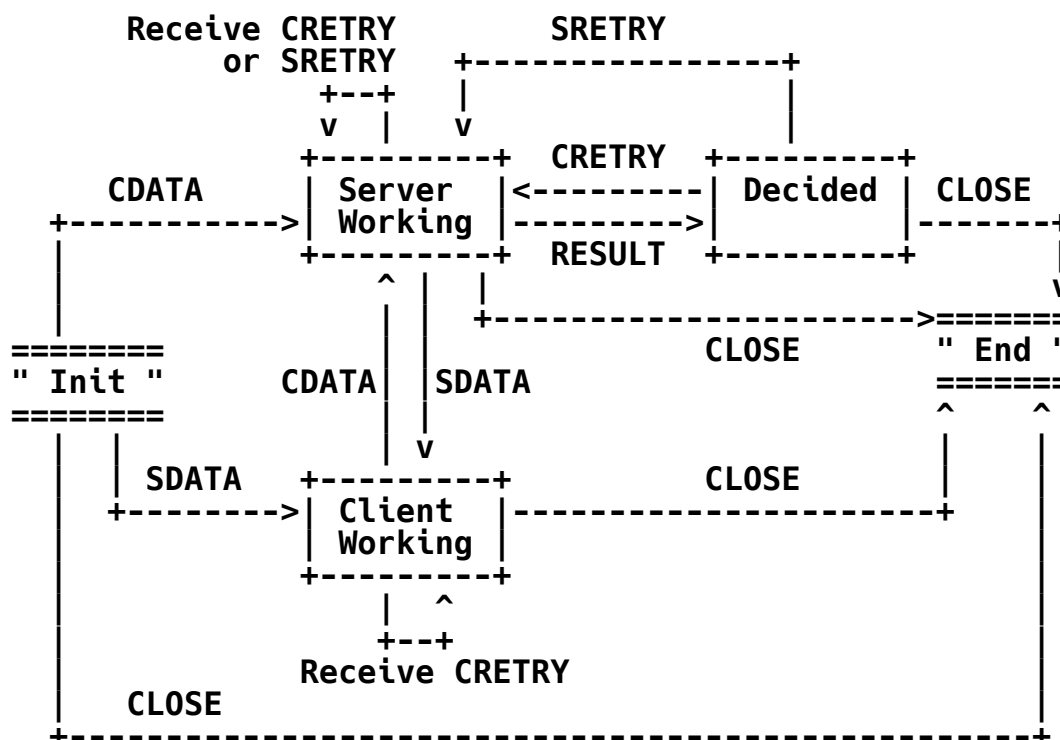 Receive CRETRY SRETRY
or SRETRY
CRETRY
CDATA Server Decided CLOSE
Working
RESULT
CLOSE
" Init " " End "
CDATA SDATA
SDATA CLOSE
Client
Working
Receive CRETRY
CLOSE